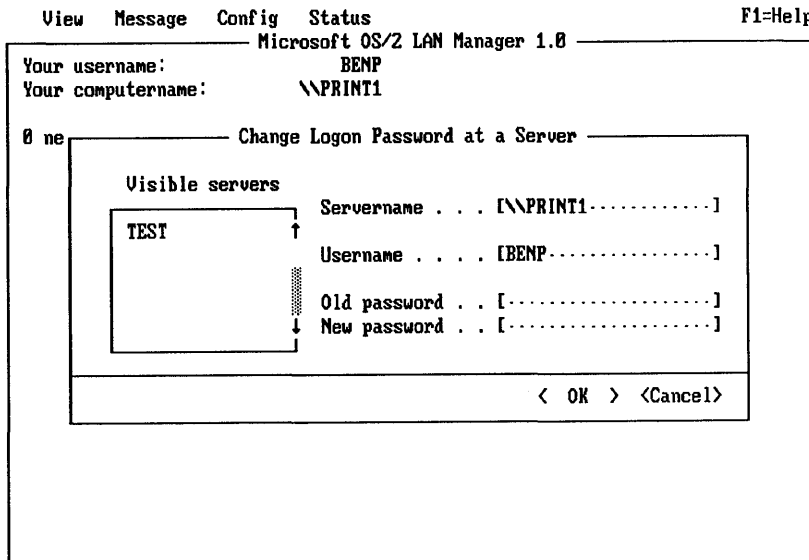 View Message Config Status F1=Help
Microsoft OS/2 LAN Manager 1.0
Your username: BENP
Your computername: \\PRINT1
0 ne
Change Logon Password at a Server
Visible servers
TEST
Servername . . . [\\PRINT1············]
Username . . . . [BENP················]
Old password . . [····················]
New password . . [····················]
< OK > <Cancel>